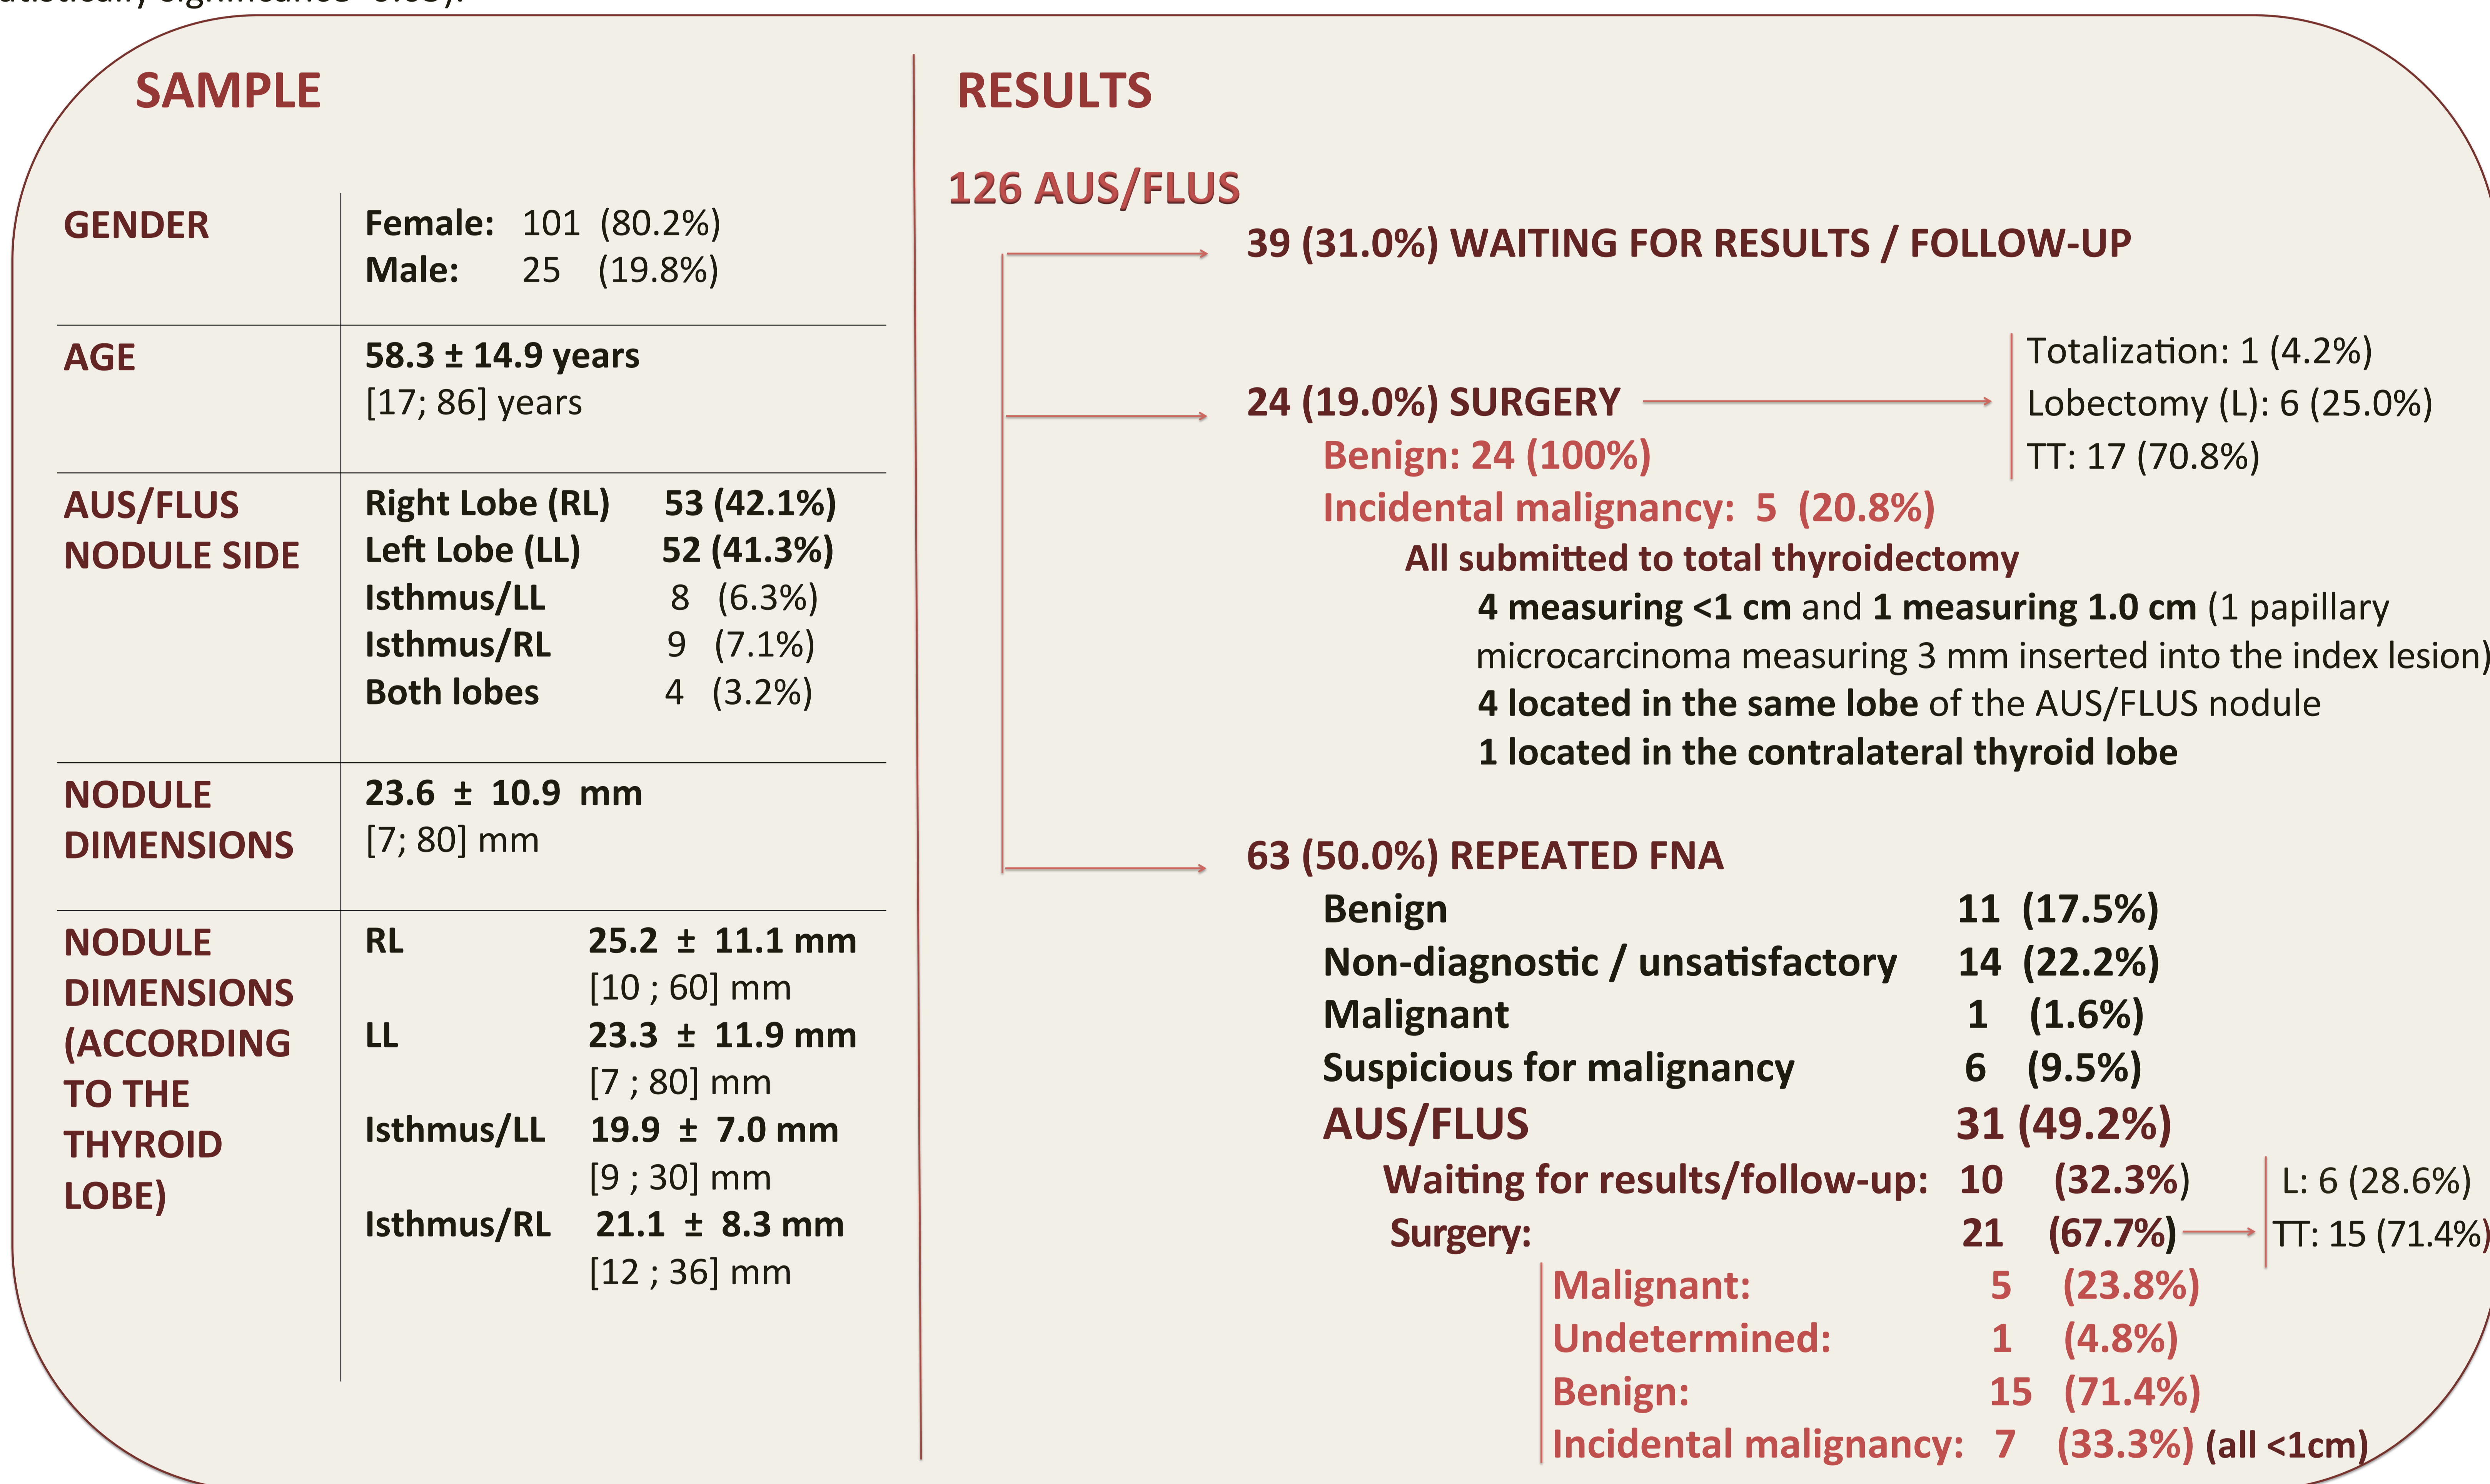 SAMPLE
GENDER
Female: 101 (80.2%)
Male: 25 (19.8%)
AGE
58.3 ± 14.9 years
[17; 86] years
AUS/FLUS
NODULE SIDE
Right Lobe (RL) 53 (42.1%)
Left Lobe (LL) 52 (41.3%)
Isthmus/LL 8 (6.3%)
Isthmus/RL 9 (7.1%)
Both lobes 4 (3.2%)
NODULE
DIMENSIONS
23.6 ± 10.9 mm
[7; 80] mm
NODULE
DIMENSIONS
(ACCORDING
TO THE
THYROID
LOBE)
RL 25.2 ± 11.1 mm
[10 ; 60] mm
LL 23.3 ± 11.9 mm
[7 ; 80] mm
Isthmus/LL 19.9 ± 7.0 mm
[9 ; 30] mm
Isthmus/RL 21.1 ± 8.3 mm
[12 ; 36] mm
RESULTS
126 AUS/FLUS
39 (31.0%) WAITING FOR RESULTS / FOLLOW-UP
24 (19.0%) SURGERY
Totalization: 1 (4.2%)
Lobectomy (L): 6 (25.0%)
TT: 17 (70.8%)
Benign: 24 (100%)
Incidental malignancy: 5 (20.8%)
All submitted to total thyroidectomy
4 measuring <1 cm and 1 measuring 1.0 cm (1 papillary
microcarcinoma measuring 3 mm inserted into the index lesion)
4 located in the same lobe of the AUS/FLUS nodule
1 located in the contralateral thyroid lobe
63 (50.0%) REPEATED FNA
Benign 11 (17.5%)
Non-diagnostic / unsatisfactory 14 (22.2%)
Malignant 1 (1.6%)
Suspicious for malignancy 6 (9.5%)
AUS/FLUS 31 (49.2%)
Waiting for results/follow-up: 10 (32.3%)
Surgery: 21 (67.7%)
L: 6 (28.6%)
TT: 15 (71.4%)
Malignant: 5 (23.8%)
Undetermined: 1 (4.8%)
Benign: 15 (71.4%)
Incidental malignancy: 7 (33.3%) (all <1cm)